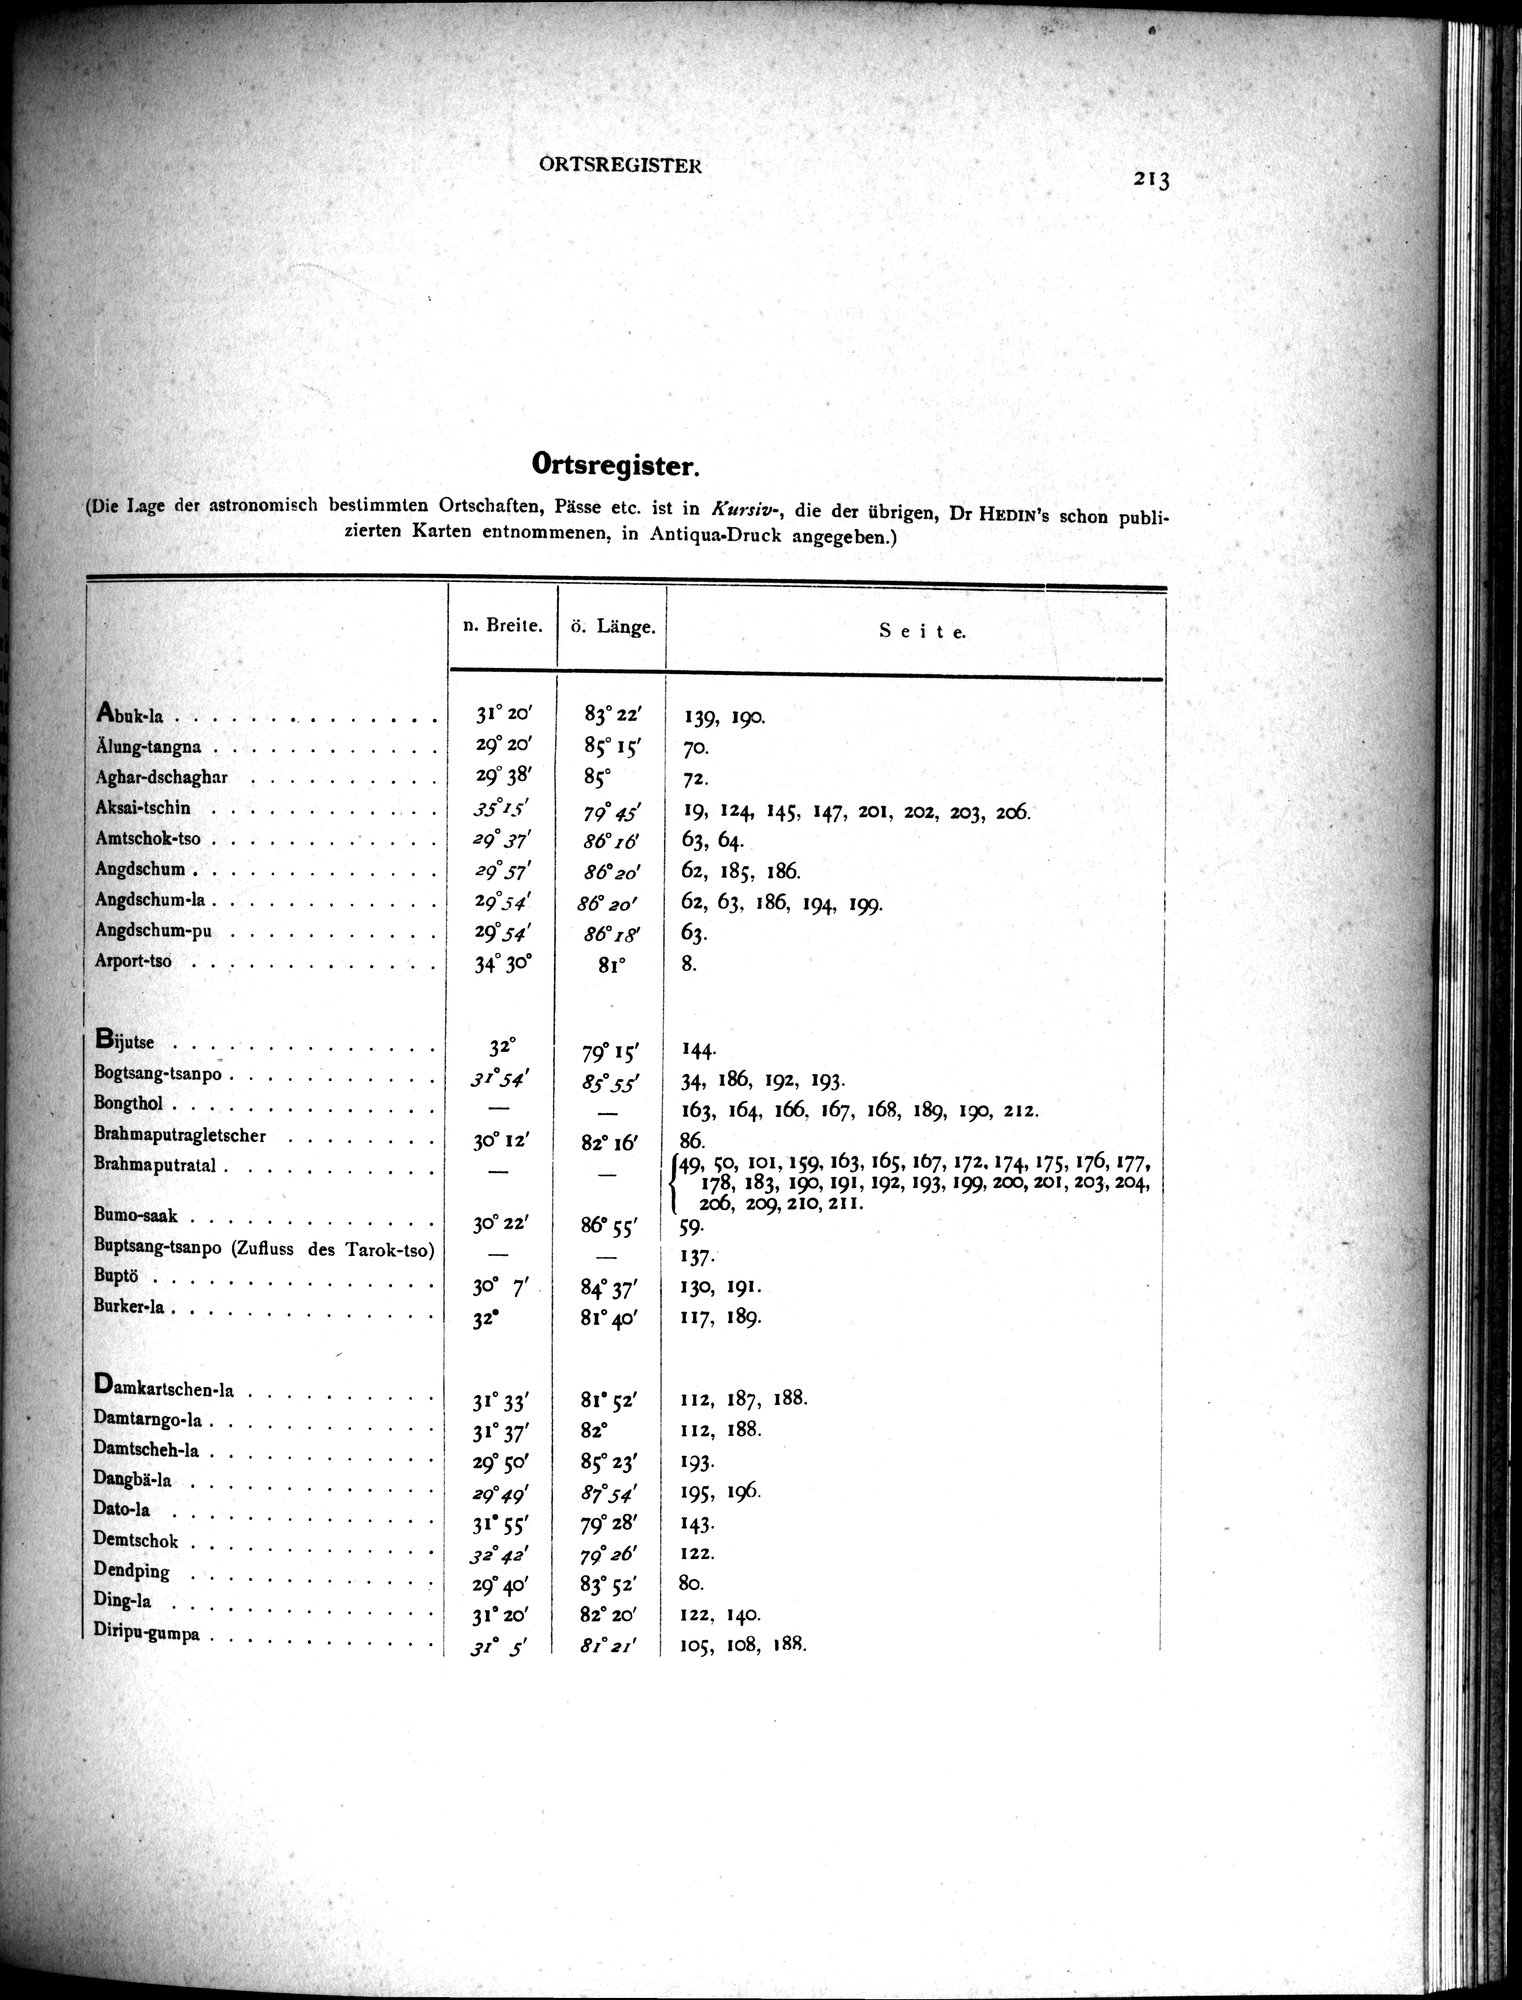 ORTSREGISTER
213
Ortsregister.
(Die Lage der astronomisch bestimmten Ortschaften, Pässe etc. ist in Kursiv-, die der übrigen, Dr HEDIN's schon publi-
zierten Karten entnommenen, in Antiqua-Druck angegeben.)
n. Breite. ö. Länge. Seite.
Abuk-la . . . . . . . . . . . . . . 31° 20′ 83° 22′ 139, 190.
Älung-tangna . . . . . . . . . . . . 29° 20′ 85° 15′ 70.
Aghar-dschaghar . . . . . . . . . . 29° 38′ 85° 72.
Aksai-tschin . . . . . . . . . . . . 35° 15′ 79° 45′ 19, 124, 145, 147, 201, 202, 203, 206.
Amtschok-tso . . . . . . . . . . . . 29° 37′ 86° 16′ 63, 64.
Angdschum . . . . . . . . . . . . . 29° 57′ 86° 20′ 62, 185, 186.
Angdschum-la . . . . . . . . . . . . 29° 54′ 86° 20′ 62, 63, 186, 194, 199.
Angdschum-pu . . . . . . . . . . . 29° 54′ 86° 18′ 63.
Arport-tso . . . . . . . . . . . . . 34° 30° 81° 8.
Bijutse . . . . . . . . . . . . . . 32° 79° 15′ 144.
Bogtsang-tsanpo . . . . . . . . . . . 31° 54′ 85° 55′ 34, 186, 192, 193.
Bongthol . . . . . . . . . . . . . . — — 163, 164, 166, 167, 168, 189, 190, 212.
Brahmaputragletscher . . . . . . . . 30° 12′ 82° 16′ 86.
Brahmaputratal . . . . . . . . . . . — — 49, 50, 101, 159, 163, 165, 167, 172, 174, 175, 176, 177,
178, 183, 190, 191, 192, 193, 199, 200, 201, 203, 204,
206, 209, 210, 211.
Bumo-saak . . . . . . . . . . . . . 30° 22′ 86° 55′ 59.
Buptsang-tsanpo (Zufluss des Tarok-tso) — — 137.
Buptö . . . . . . . . . . . . . . . 30° 7′ 84° 37′ 130, 191.
Burker-la . . . . . . . . . . . . . . 32° 81° 40′ 117, 189.
Damkartschen-la . . . . . . . . . . 31° 33′ 81° 52′ 112, 187, 188.
Damtarngo-la . . . . . . . . . . . . 31° 37′ 82° 112, 188.
Damtscheh-la . . . . . . . . . . . . 29° 50′ 85° 23′ 193.
Dangbä-la . . . . . . . . . . . . . 29° 49′ 87° 54′ 195, 196.
Dato-la . . . . . . . . . . . . . . 31° 55′ 79° 28′ 143.
Demtschok . . . . . . . . . . . . . 32° 42′ 79° 26′ 122.
Dendping . . . . . . . . . . . . . 29° 40′ 83° 52′ 80.
Ding-la . . . . . . . . . . . . . . 31° 20′ 82° 20′ 122, 140.
Diripu-gumpa . . . . . . . . . . . . 31° 5′ 81° 21′ 105, 108, 188.